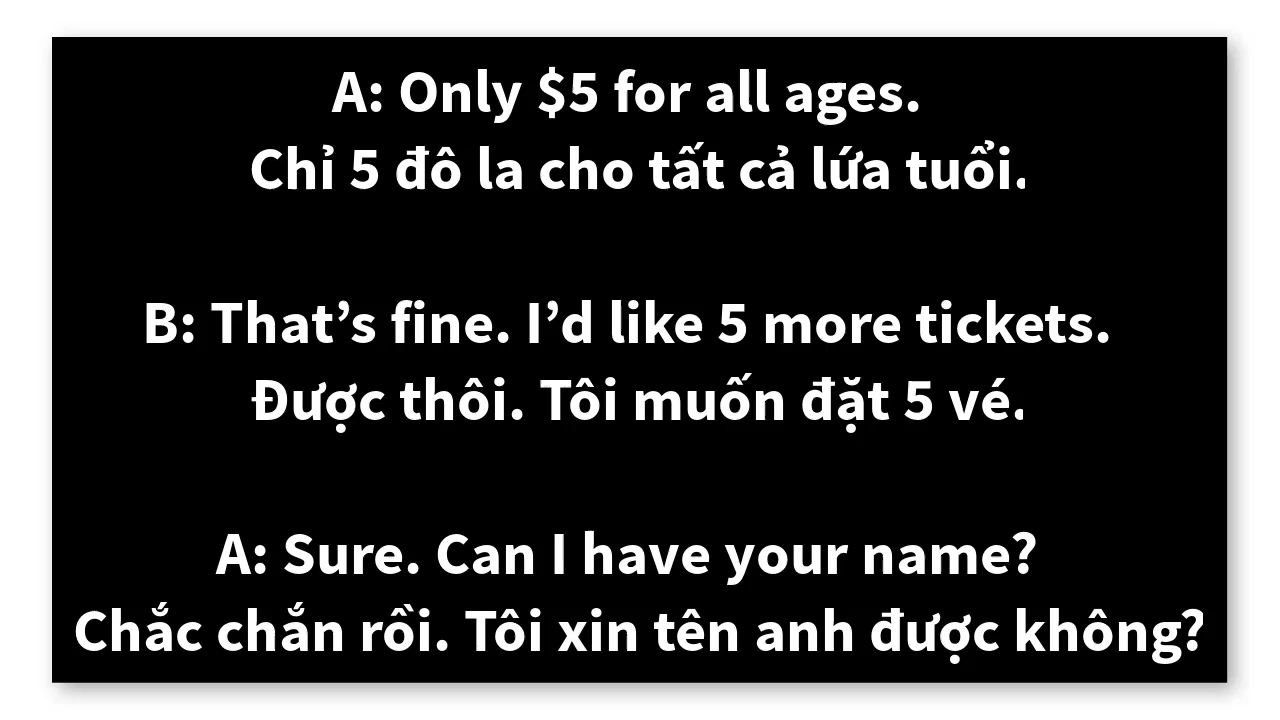 A: Only $5 for all ages.
Chỉ 5 đô la cho tất cả lứa tuổi.
B: That’s fine. I’d like 5 more tickets.
Được thôi. Tôi muốn đặt 5 vé.
A: Sure. Can I have your name?
Chắc chắn rồi. Tôi xin tên anh được không?